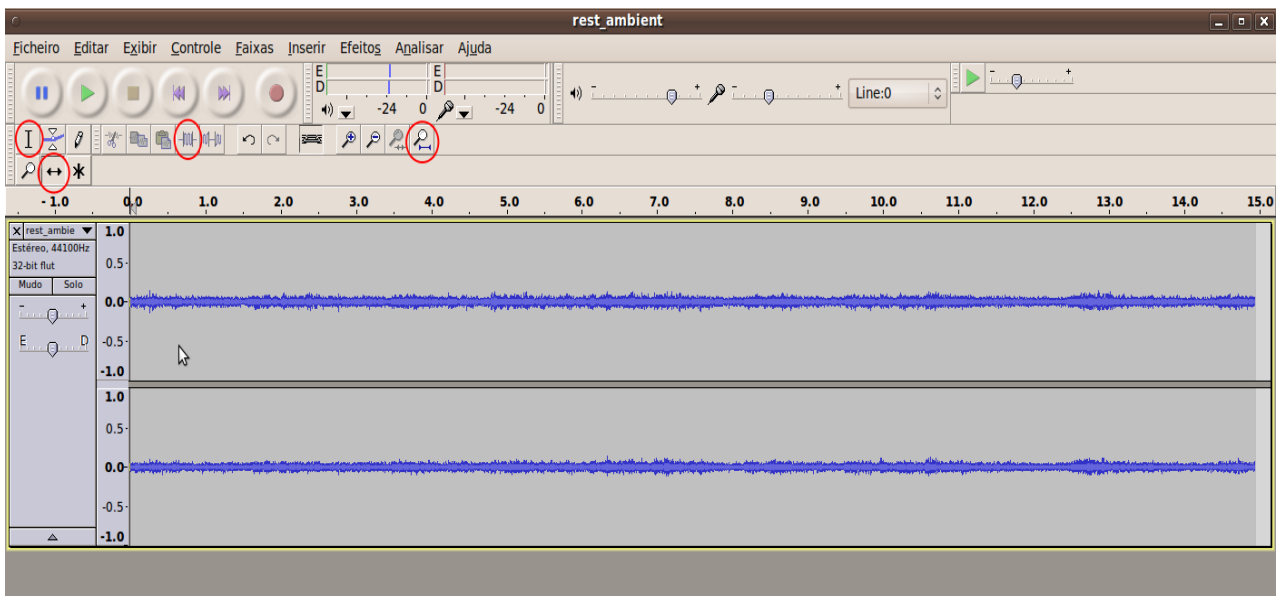 rest_ambient
Ficheiro Editar Exibir Controle Faixas Inserir Efeitos Analisar Ajuda
E E
D D
-24 0 -24 0
- + - + Line:0 - +
- 1.0 0.0 1.0 2.0 3.0 4.0 5.0 6.0 7.0 8.0 9.0 10.0 11.0 12.0 13.0 14.0 15.0
X rest_ambie 1.0
Estéreo, 44100Hz
32-bit flut 0.5
Mudo Solo
- + 0.0
E D -0.5
-1.0
1.0
0.5
0.0
-0.5
-1.0